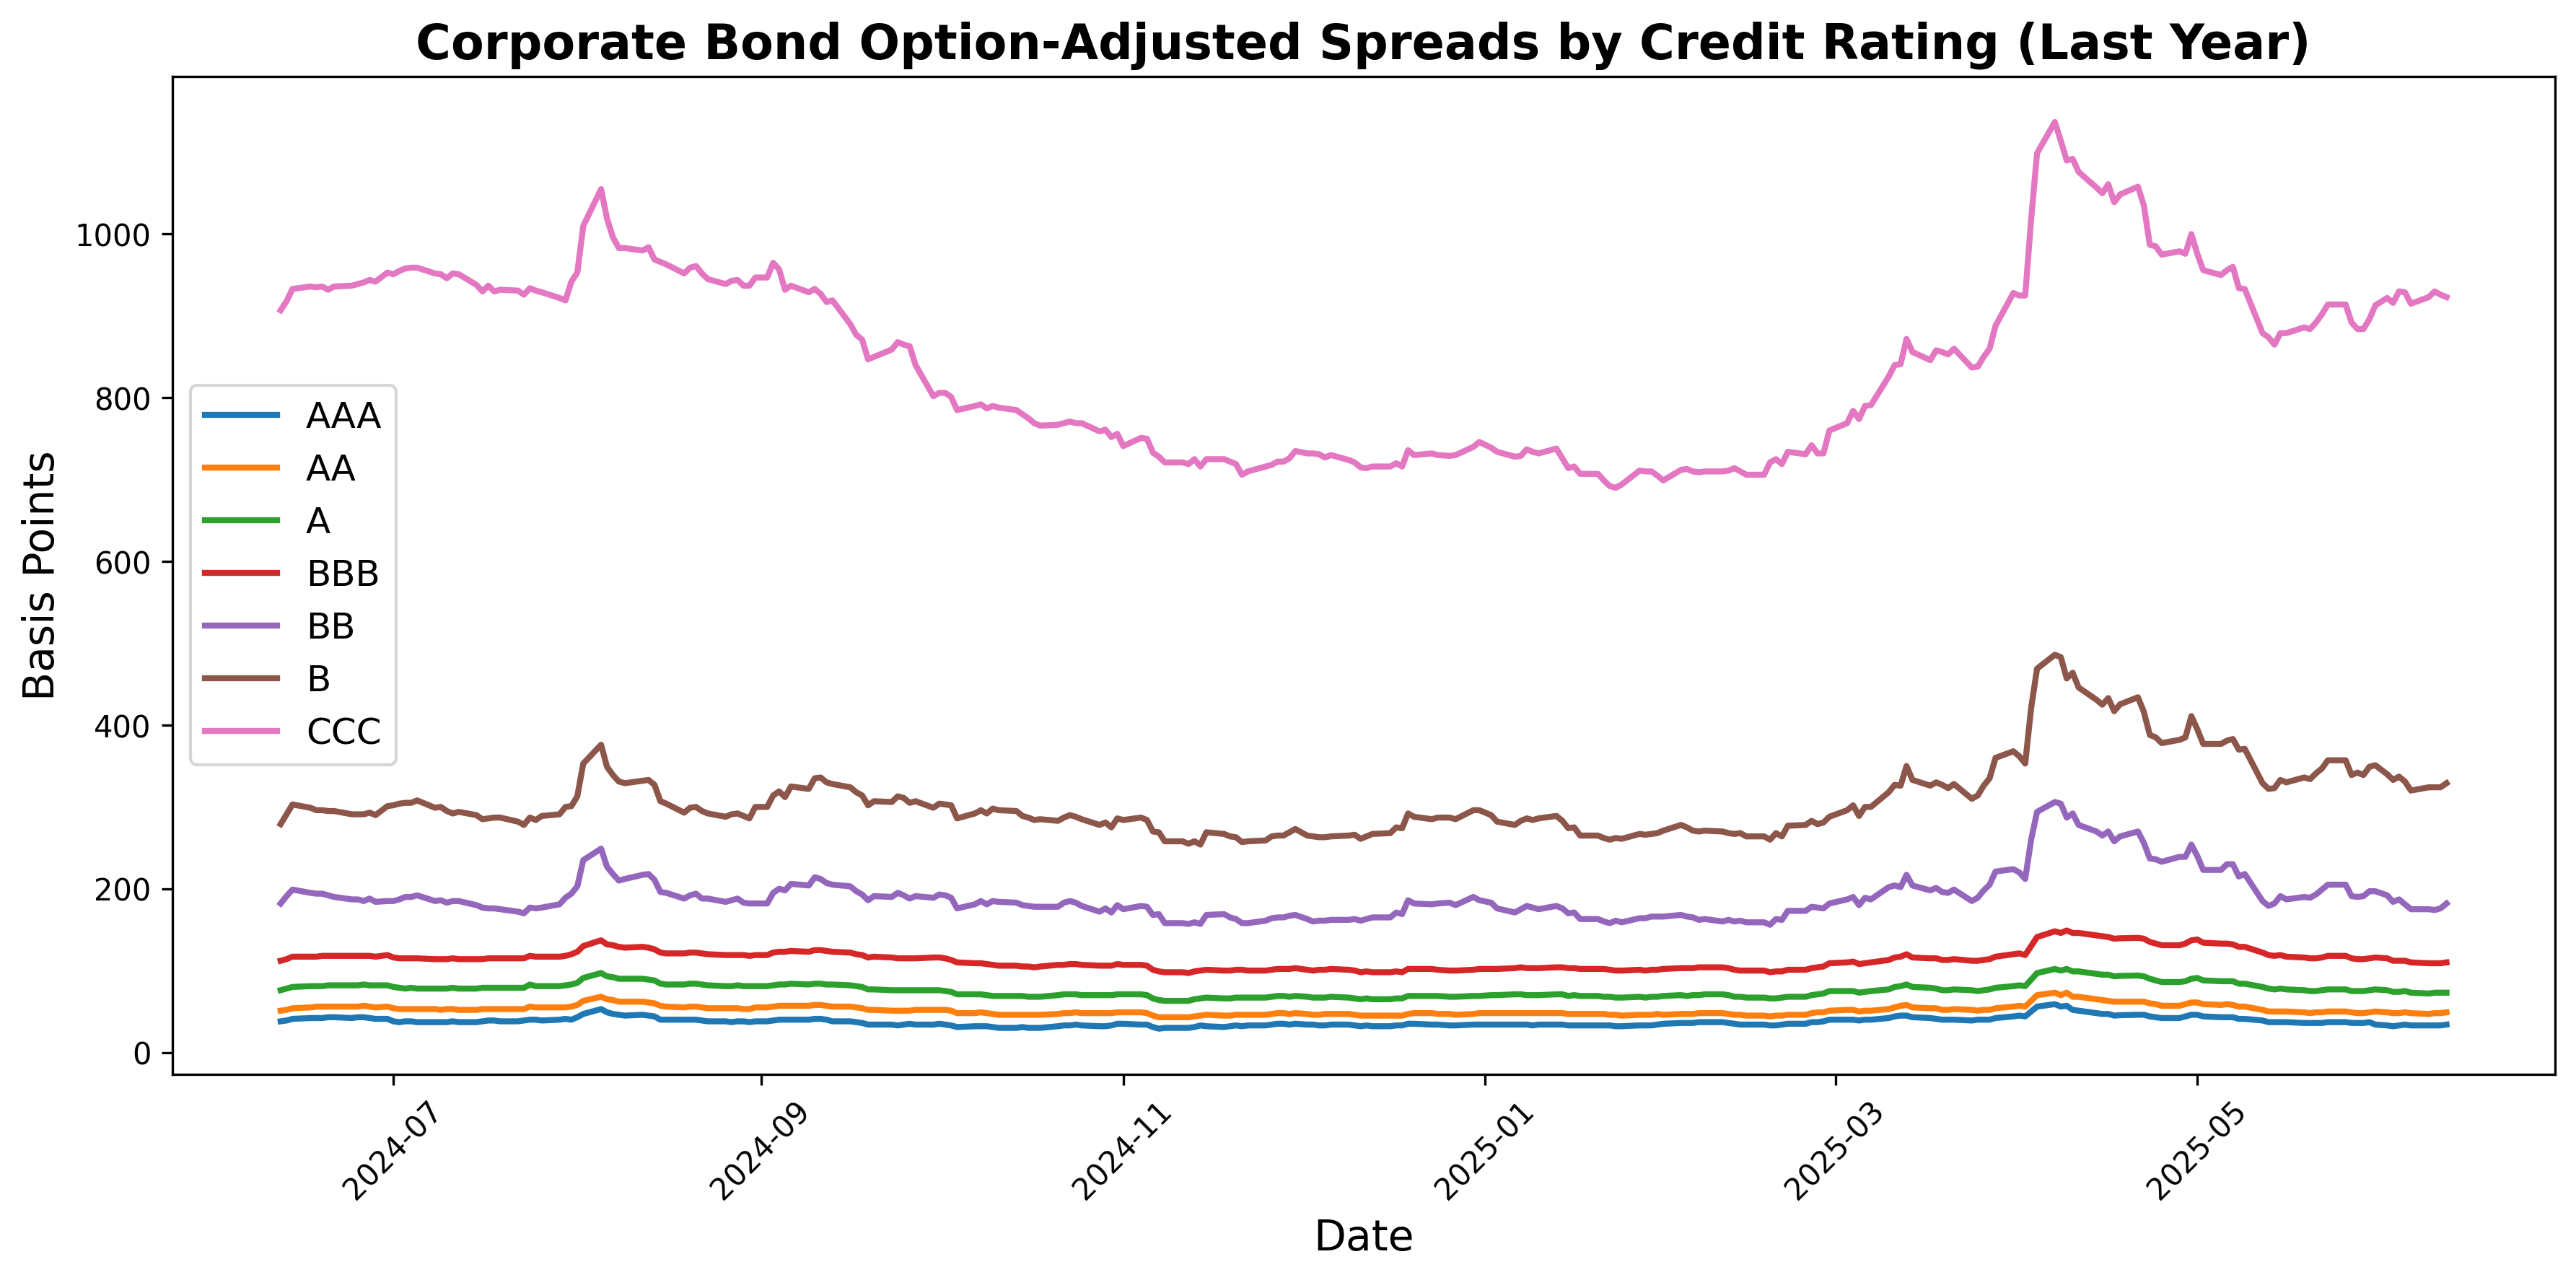 Corporate Bond Option-Adjusted Spreads by Credit Rating (Last Year)
Basis Points
1000
800
600
400
200
0
AAA
AA
A
BBB
BB
B
CCC
2024-07
2024-09
2024-11
2025-01
2025-03
2025-05
Date